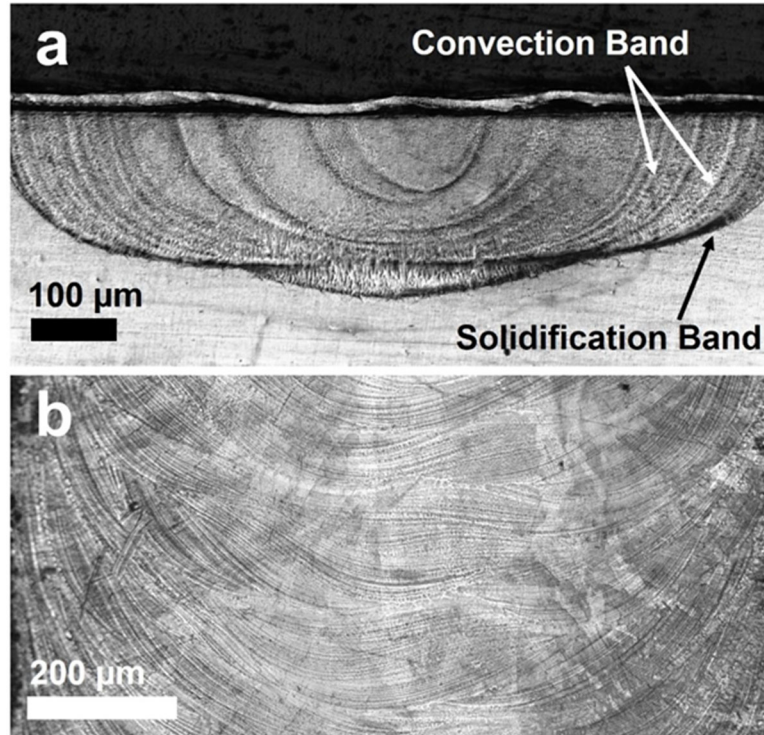 a
Convection Band
100 µm
Solidification Band
b
200 µm